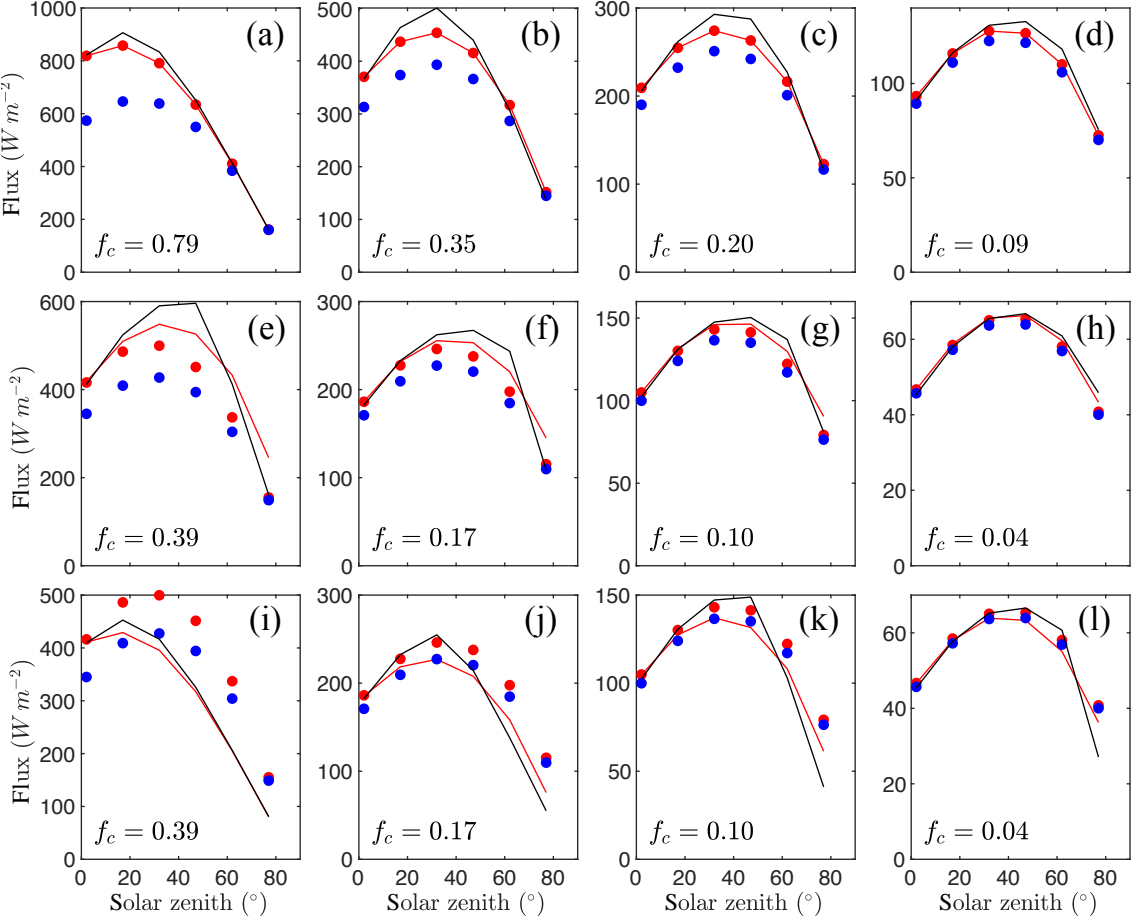 1000
800
600
400
200
0
Flux (W m⁻²)
(a)
f_c = 0.79
500
400
300
200
100
0
(b)
f_c = 0.35
300
200
100
0
(c)
f_c = 0.20
100
50
0
(d)
f_c = 0.09
600
400
200
0
Flux (W m⁻²)
(e)
f_c = 0.39
300
200
100
0
(f)
f_c = 0.17
150
100
50
0
(g)
f_c = 0.10
60
40
20
0
(h)
f_c = 0.04
500
400
300
200
100
0
Flux (W m⁻²)
(i)
f_c = 0.39
0 20 40 60 80
Solar zenith (°)
300
200
100
0
(j)
f_c = 0.17
0 20 40 60 80
Solar zenith (°)
150
100
50
0
(k)
f_c = 0.10
0 20 40 60 80
Solar zenith (°)
60
40
20
0
(l)
f_c = 0.04
0 20 40 60 80
Solar zenith (°)